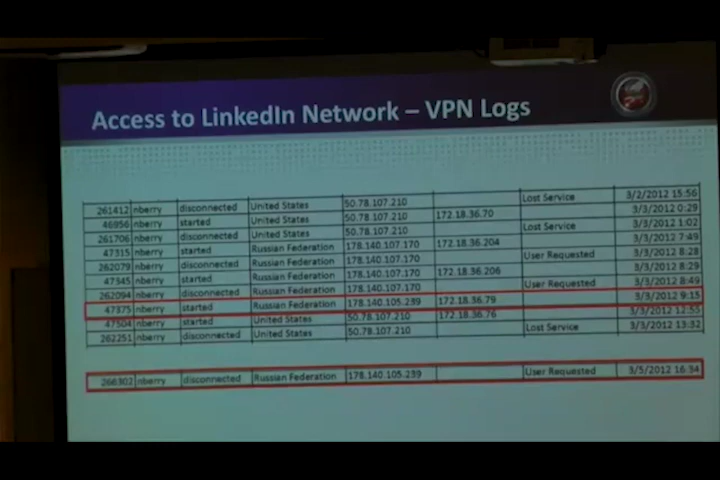 Access to LinkedIn Network – VPN Logs
261412 nberry disconnected United States 50.78.107.210 Lost Service 3/2/2012 15:56
46956 nberry started United States 50.78.107.210 172.18.36.70 3/3/2012 0:29
261706 nberry disconnected United States 50.78.107.210 Lost Service 3/3/2012 1:02
47315 nberry started Russian Federation 178.140.107.170 172.18.36.204 3/3/2012 7:49
262079 nberry disconnected Russian Federation 178.140.107.170 User Requested 3/3/2012 8:28
47345 nberry started Russian Federation 178.140.107.170 172.18.36.206 3/3/2012 8:29
262094 nberry disconnected Russian Federation 178.140.107.170 User Requested 3/3/2012 8:49
47375 nberry started Russian Federation 178.140.105.239 172.18.36.79 3/3/2012 9:15
47504 nberry started United States 50.78.107.210 172.18.36.76 3/3/2012 12:55
262251 nberry disconnected United States 50.78.107.210 Lost Service 3/3/2012 13:32
266302 nberry disconnected Russian Federation 178.140.105.239 User Requested 3/5/2012 16:34